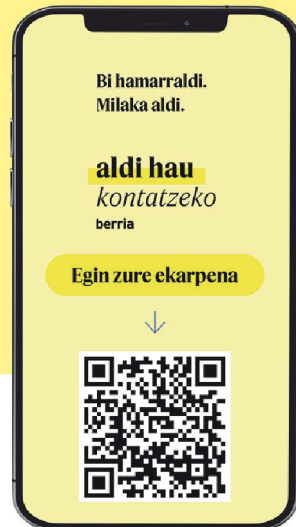 Bi hamarraldi.
Milaka aldi.
aldi hau
kontatzeko
berria
Egin zure ekarpena